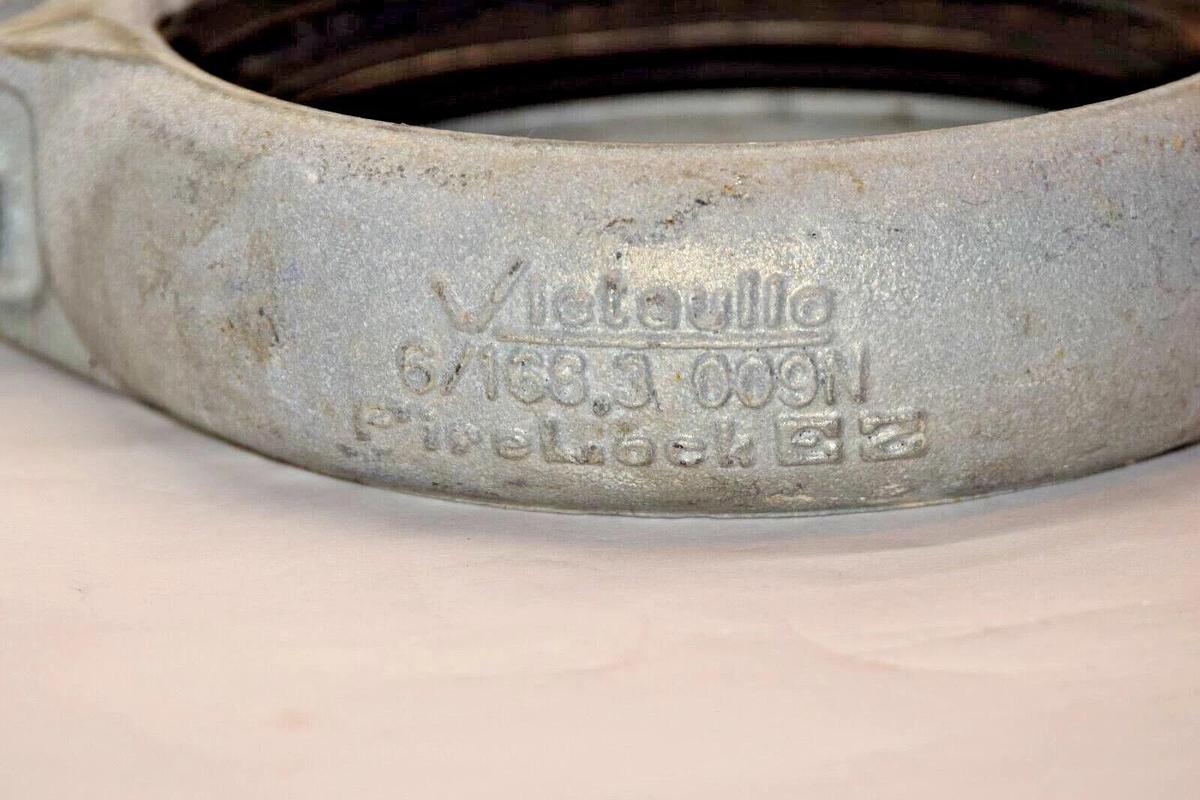 Victaulic
6/168.3 009N
FireLock EZ